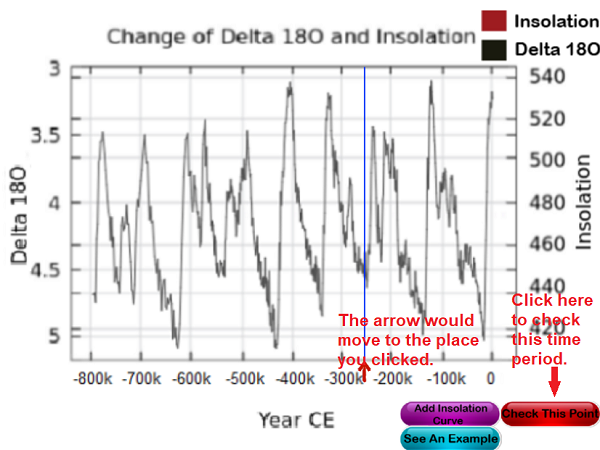 Insolation
Change of Delta 18O and Insolation
Delta 18O
3
3.5
4
4.5
5
Delta 18O
540
520
500
480
460
440
420
Insolation
The arrow would
move to the place
you clicked.
Click here
to check
this time
period.
-800k -700k -600k -500k -400k -300k -200k -100k 0
Year CE
Add Insolation
Curve
Check This Point
See An Example